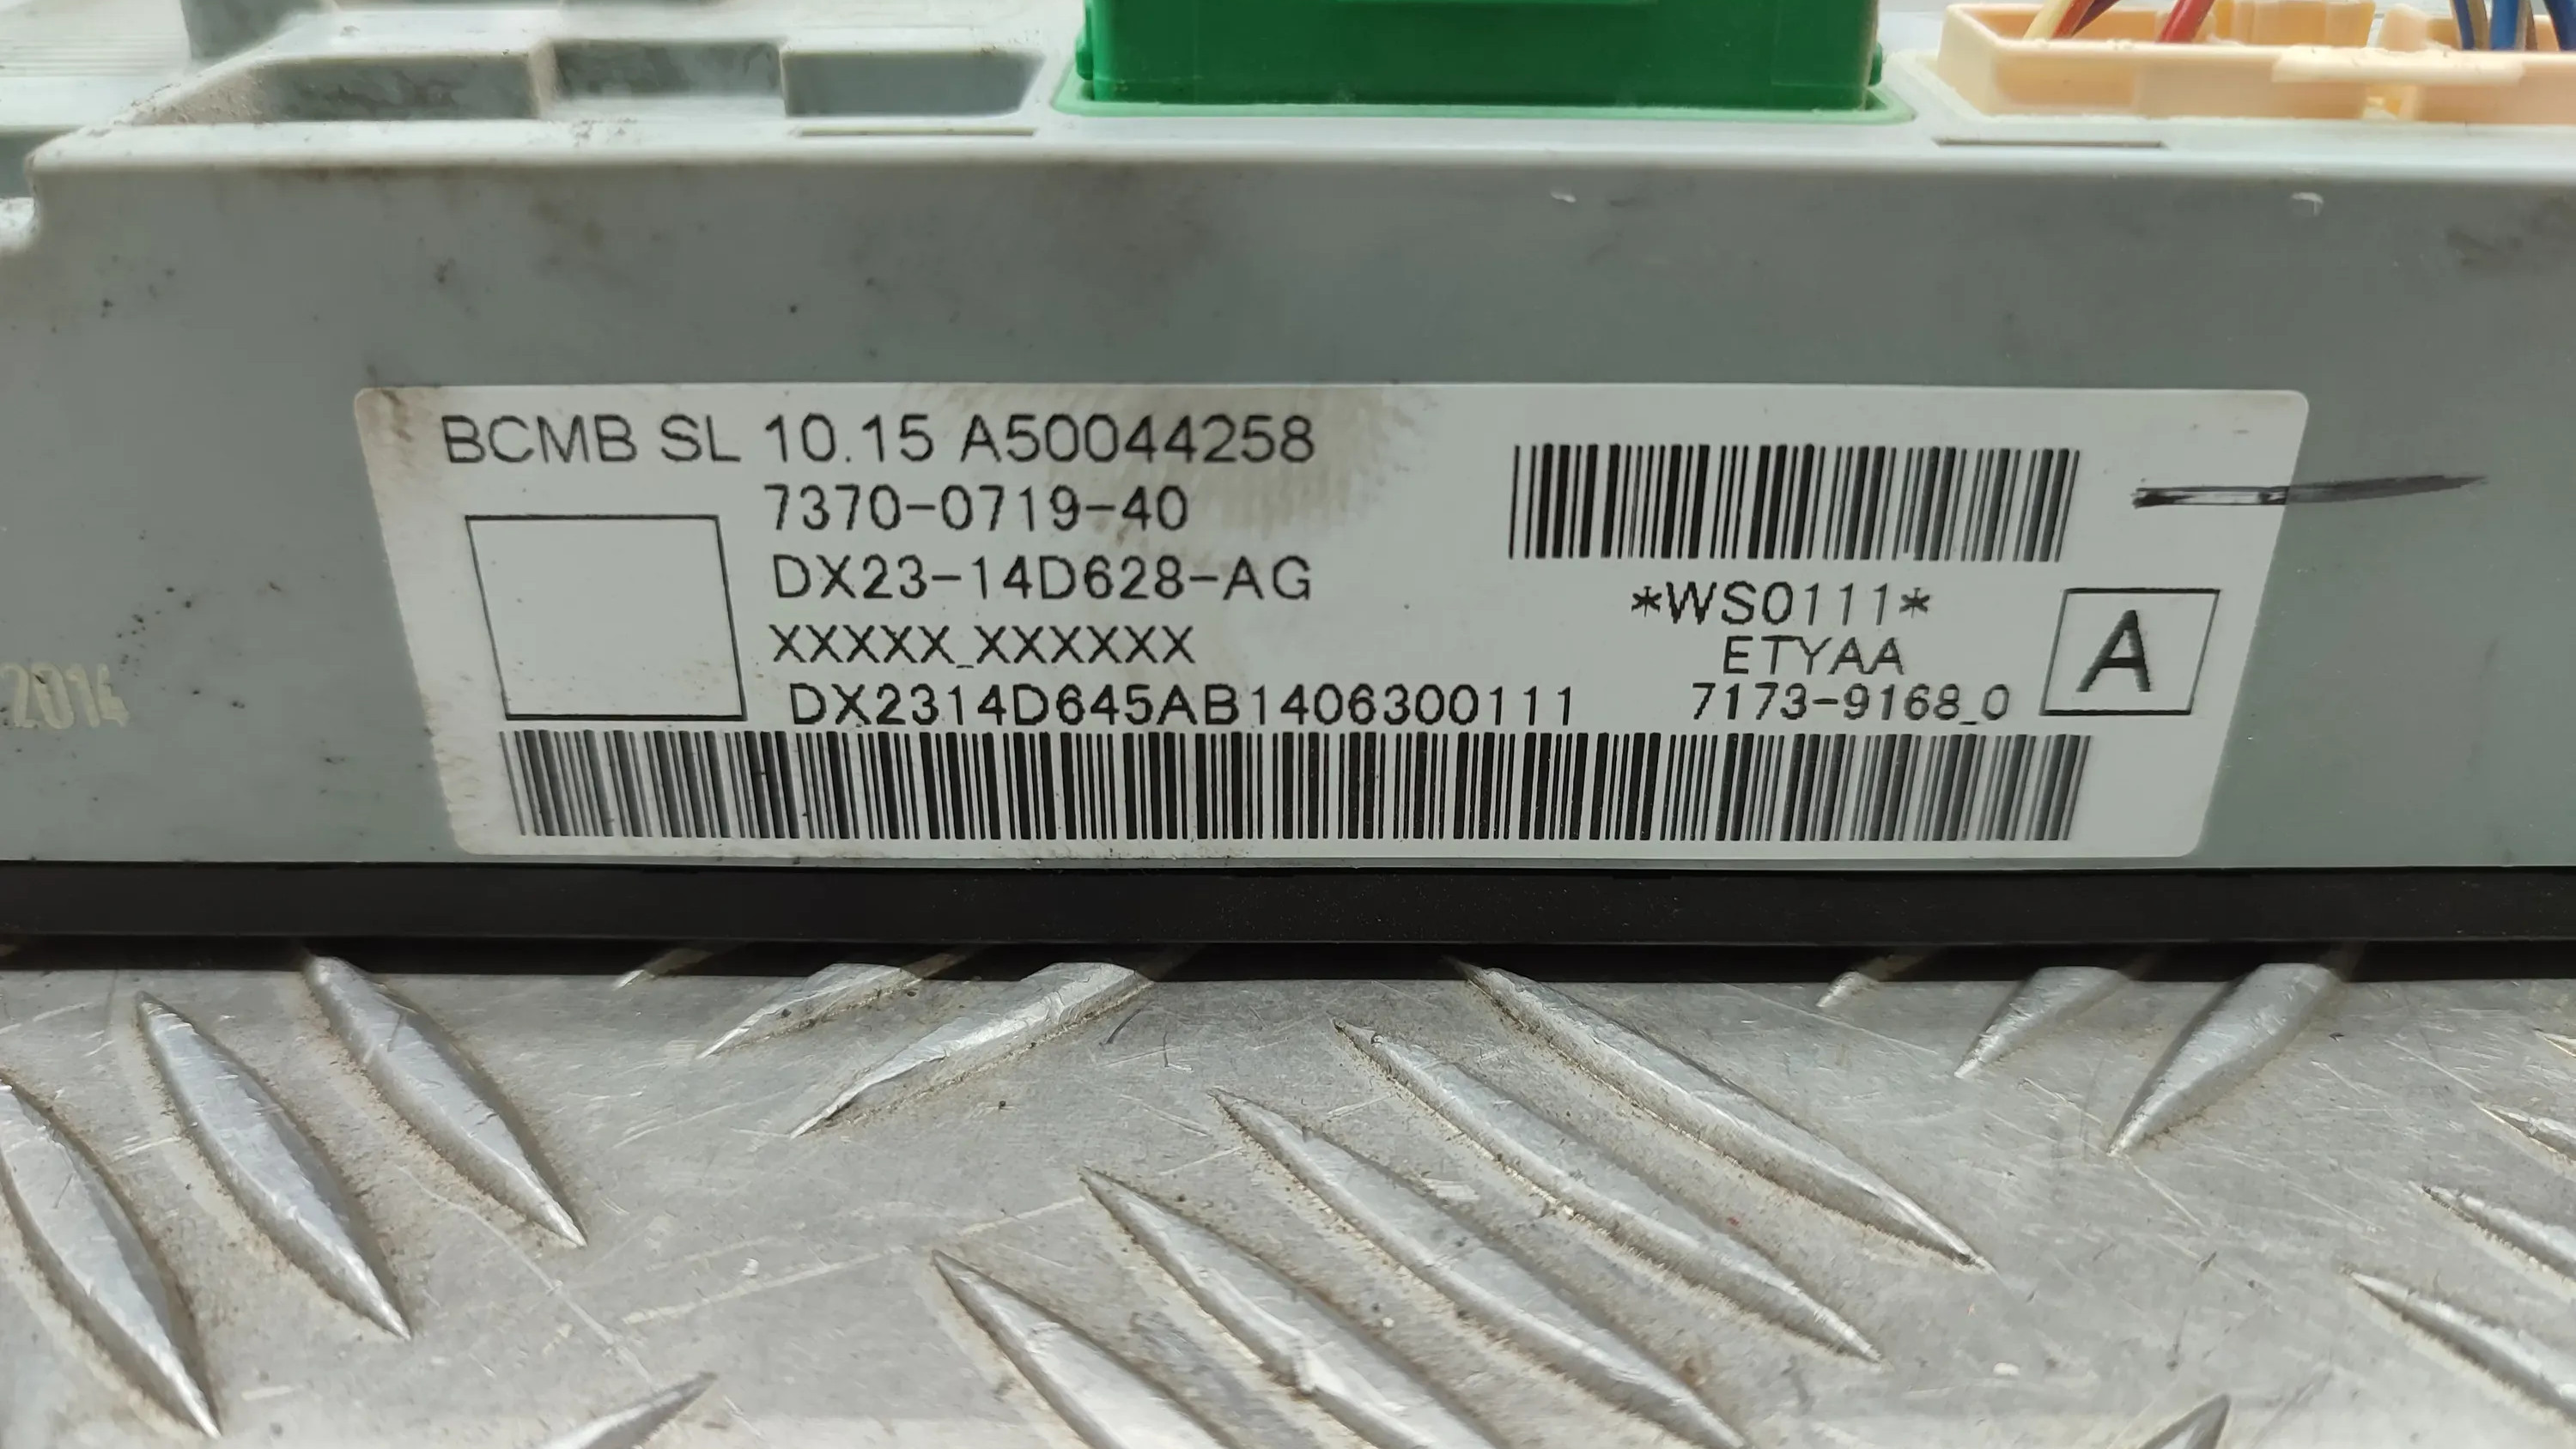 BCMB SL 10.15 A50044258
7370-0719-40
DX23-14D628-AG
XXXXX_XXXXXX
DX2314D645AB1406300111
*WS0111*
ETYAA
7173-9168_0
A
2014